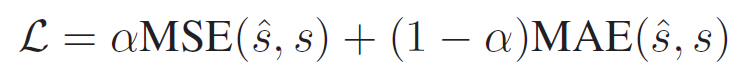 ℒ = αMSE(ŝ, s) + (1 − α)MAE(ŝ, s)